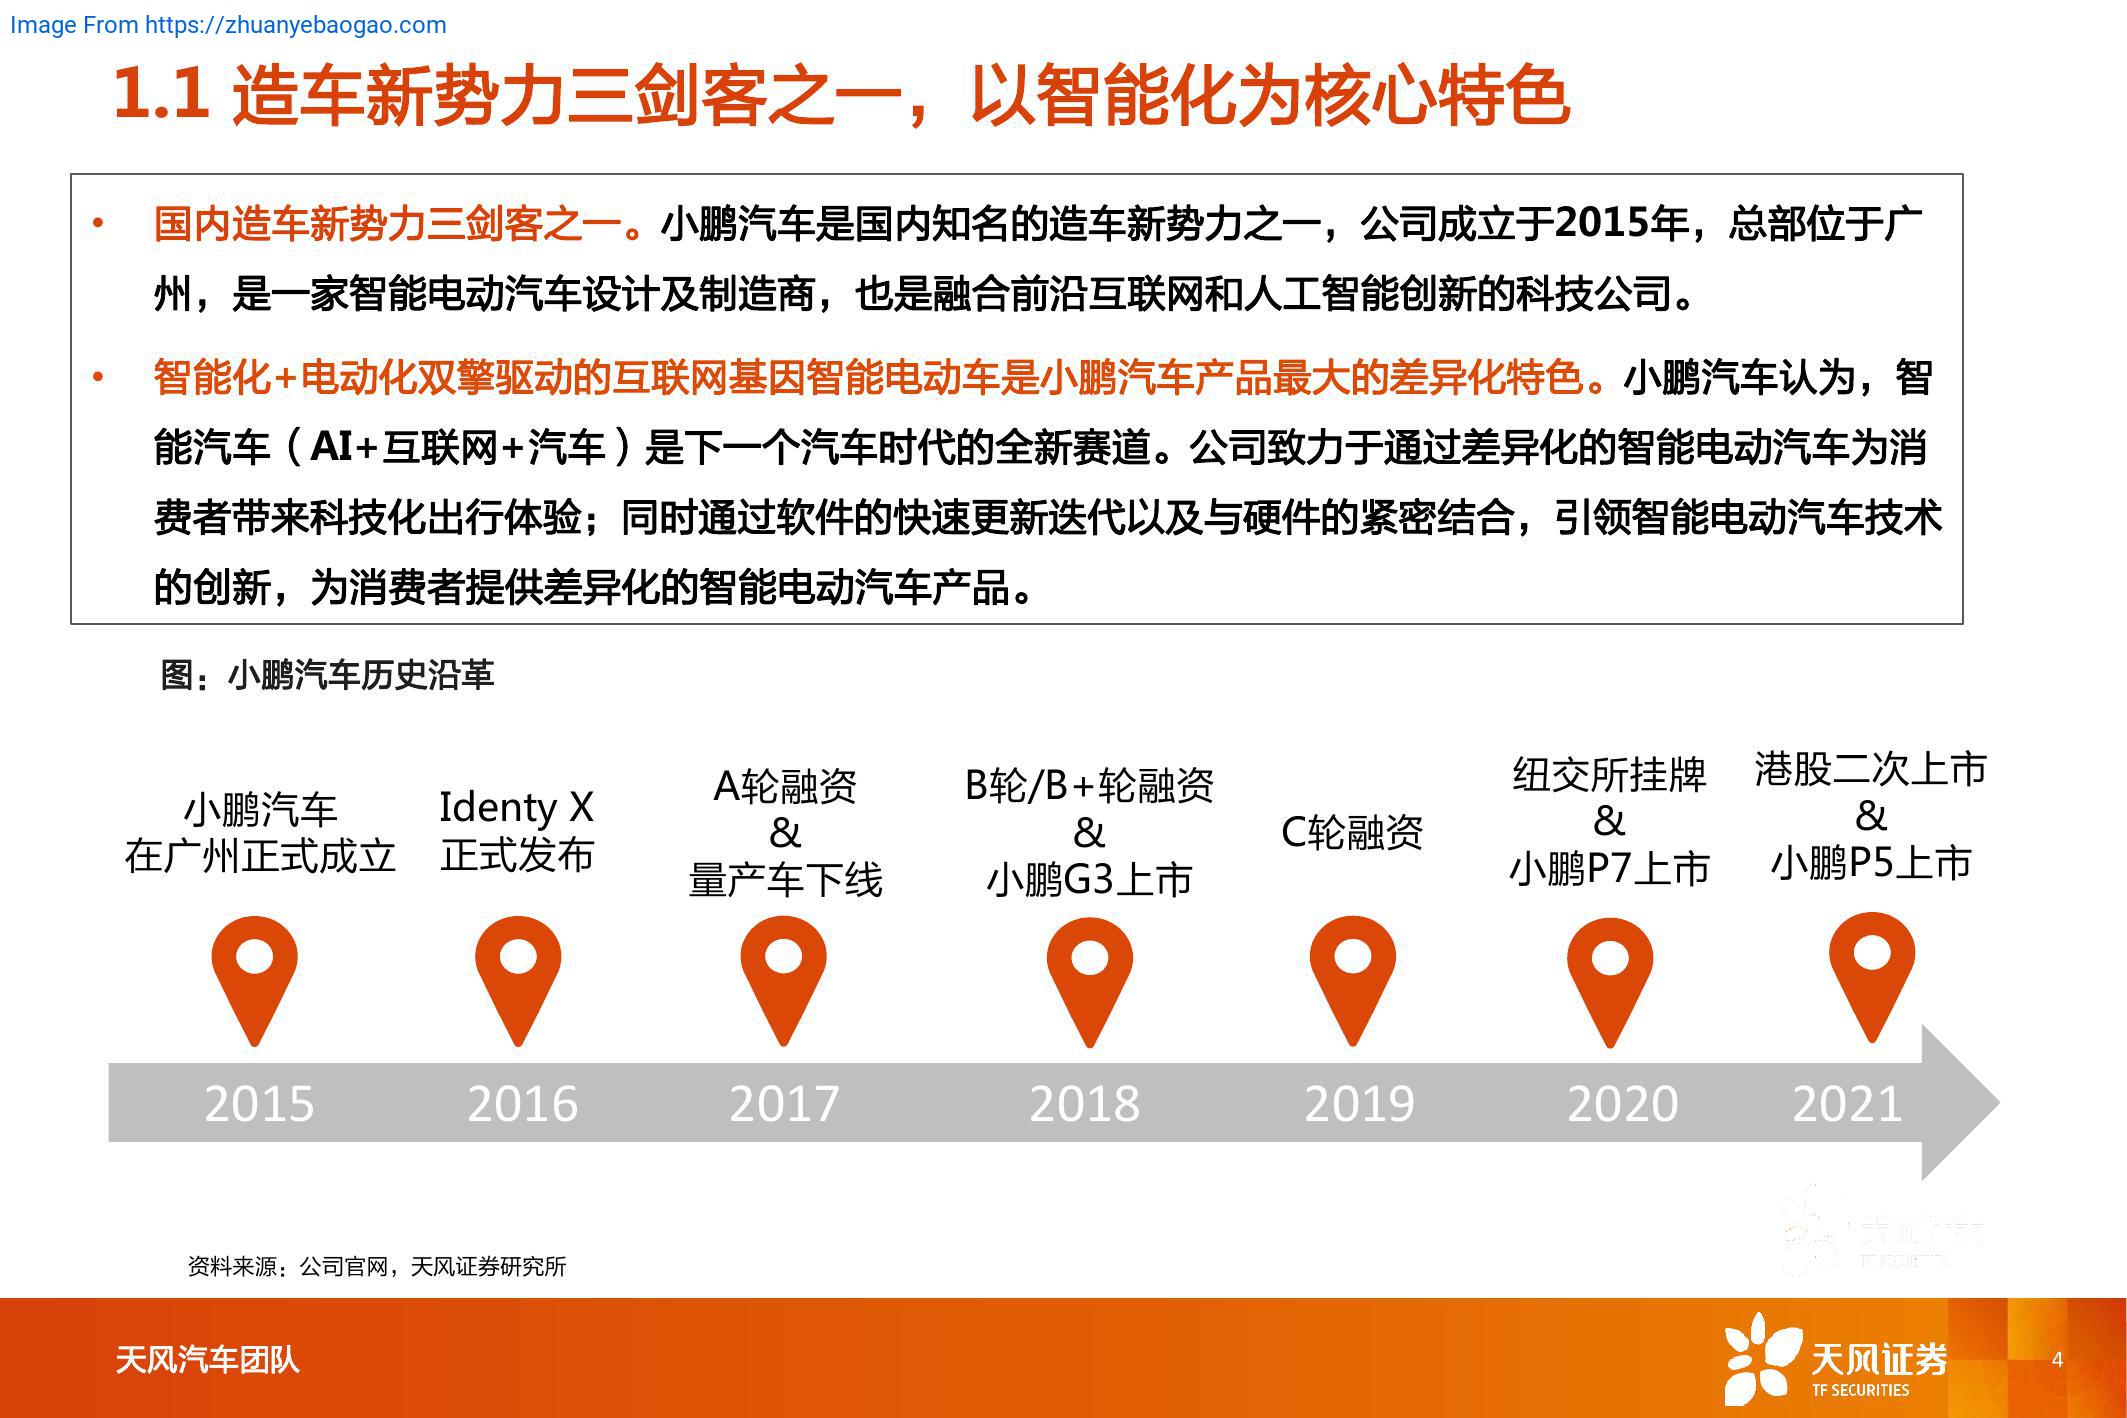 Image From https://zhuanyebaogao.com
1.1 造车新势力三剑客之一，以智能化为核心特色
• 国内造车新势力三剑客之一。小鹏汽车是国内知名的造车新势力之一，公司成立于2015年，总部位于广
州，是一家智能电动汽车设计及制造商，也是融合前沿互联网和人工智能创新的科技公司。
• 智能化+电动化双擎驱动的互联网基因智能电动车是小鹏汽车产品最大的差异化特色。小鹏汽车认为，智
能汽车（AI+互联网+汽车）是下一个汽车时代的全新赛道。公司致力于通过差异化的智能电动汽车为消
费者带来科技化出行体验；同时通过软件的快速更新迭代以及与硬件的紧密结合，引领智能电动汽车技术
的创新，为消费者提供差异化的智能电动汽车产品。
图：小鹏汽车历史沿革
小鹏汽车
在广州正式成立
Identy X
正式发布
A轮融资
&
量产车下线
B轮/B+轮融资
&
小鹏G3上市
C轮融资
纽交所挂牌
&
小鹏P7上市
港股二次上市
&
小鹏P5上市
2015 2016 2017 2018 2019 2020 2021
天风证券
TF SECURITIES
资料来源：公司官网，天风证券研究所
天风汽车团队
天风证券
TF SECURITIES
4